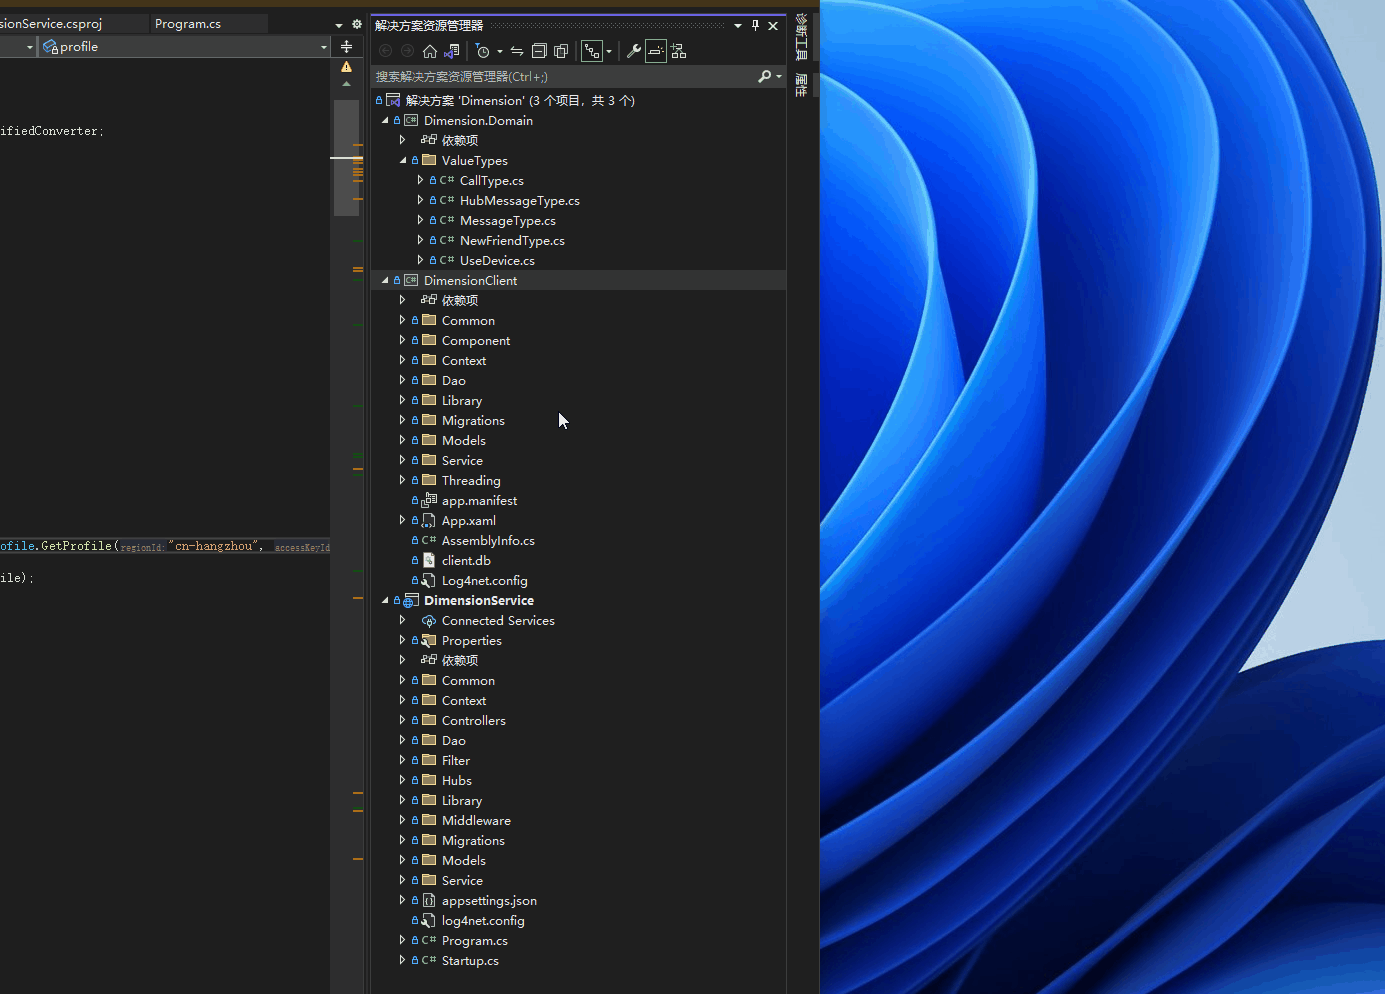 sionService.csproj
Program.cs
profile
ifiedConverter;
ofile.GetProfile( regionId: "cn-hangzhou", accessKeyId
ile);
解决方案资源管理器
搜索解决方案资源管理器(Ctrl+;)
解决方案 'Dimension' (3 个项目，共 3 个)
C# Dimension.Domain
依赖项
ValueTypes
C# CallType.cs
C# HubMessageType.cs
C# MessageType.cs
C# NewFriendType.cs
C# UseDevice.cs
C# DimensionClient
依赖项
Common
Component
Context
Dao
Library
Migrations
Models
Service
Threading
app.manifest
App.xaml
C# AssemblyInfo.cs
client.db
Log4net.config
DimensionService
Connected Services
Properties
依赖项
Common
Context
Controllers
Dao
Filter
Hubs
Library
Middleware
Migrations
Models
Service
appsettings.json
log4net.config
C# Program.cs
C# Startup.cs
诊断工具
属性